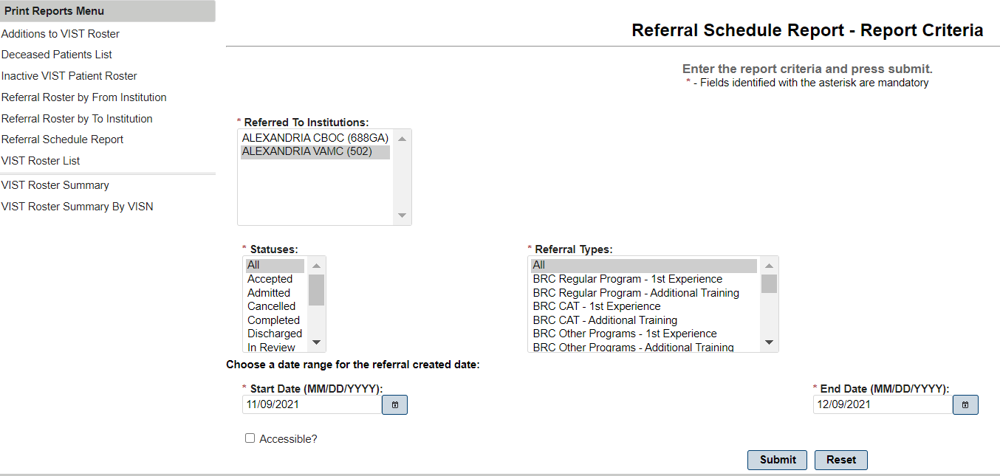 Print Reports Menu
Additions to VIST Roster
Deceased Patients List
Inactive VIST Patient Roster
Referral Roster by From Institution
Referral Roster by To Institution
Referral Schedule Report
VIST Roster List
VIST Roster Summary
VIST Roster Summary By VISN
Referral Schedule Report - Report Criteria
Enter the report criteria and press submit.
* - Fields identified with the asterisk are mandatory
* Referred To Institutions:
ALEXANDRIA CBOC (688GA)
ALEXANDRIA VAMC (502)
* Statuses:
All
Accepted
Admitted
Cancelled
Completed
Discharged
In Review
* Referral Types:
All
BRC Regular Program - 1st Experience
BRC Regular Program - Additional Training
BRC CAT - 1st Experience
BRC CAT - Additional Training
BRC Other Programs - 1st Experience
BRC Other Programs - Additional Training
Choose a date range for the referral created date:
* Start Date (MM/DD/YYYY):
11/09/2021
* End Date (MM/DD/YYYY):
12/09/2021
Accessible?
Submit
Reset